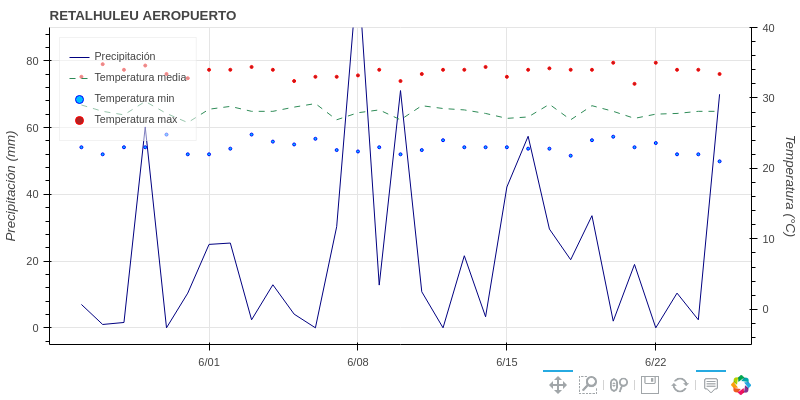 RETALHULEU AEROPUERTO
Precipitación
Temperatura media
Temperatura min
Temperatura max
80
60
40
20
0
40
30
20
10
0
Precipitación (mm)
Temperatura (°C)
6/01
6/08
6/15
6/22